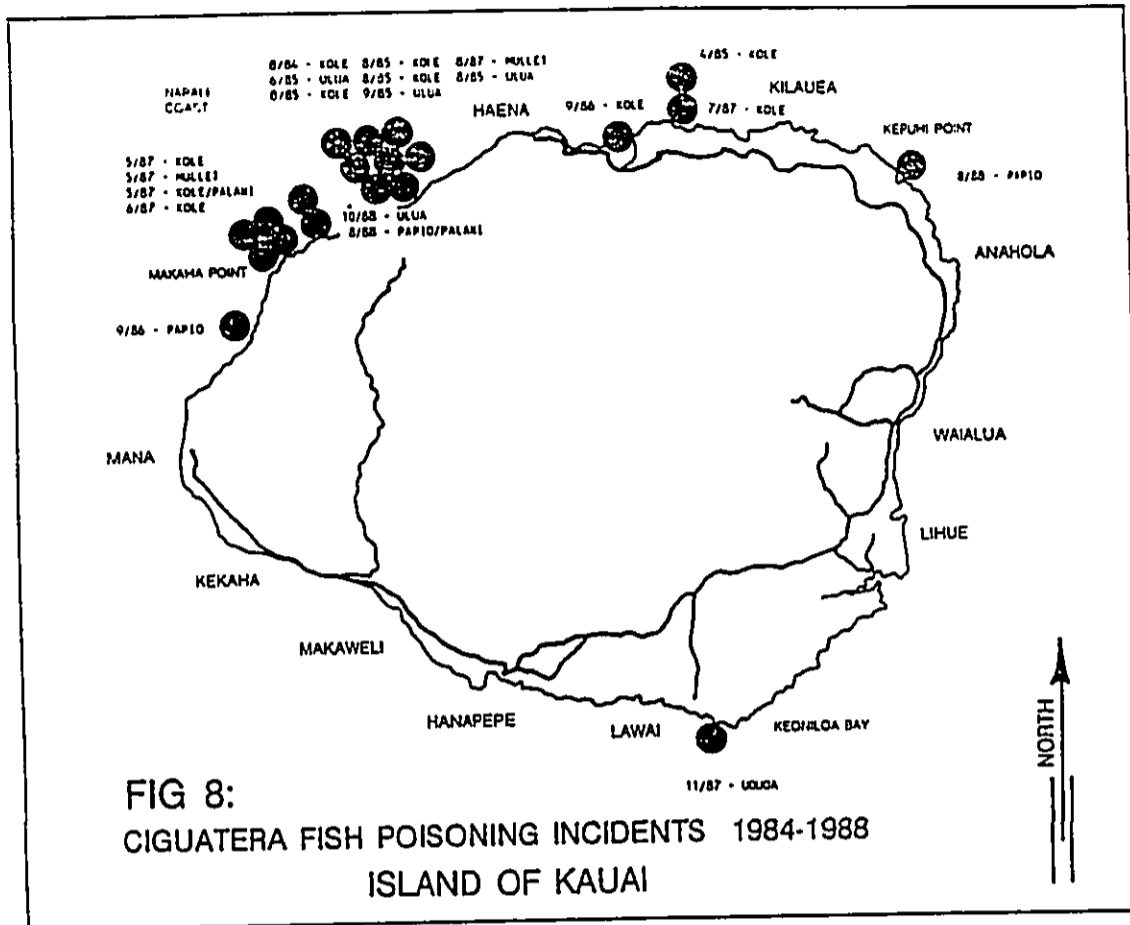 8/84 - KOLE 8/85 - KOLE 8/87 - MULLET
6/85 - ULUA 8/85 - KOLE 8/85 - ULUA
8/85 - KOLE 9/85 - ULUA
4/85 - KOLE
NAPALI
COAST
HAENA
9/86 - KOLE
7/87 - KOLE
KILAUEA
KEPUHI POINT
8/88 - PAPIO
5/87 - KOLE
5/87 - MULLET
5/87 - KOLE/PALANI
6/87 - KOLE
10/88 - ULUA
8/88 - PAPIO/PALANI
MAKAHA POINT
ANAHOLA
9/86 - PAPIO
MANA
WAIALUA
LIHUE
KEKAHA
MAKAWELI
HANAPEPE
LAWAI
KEONILOA BAY
11/87 -
NORTH
FIG 8:
CIGUATERA FISH POISONING INCIDENTS 1984-1988
ISLAND OF KAUAI